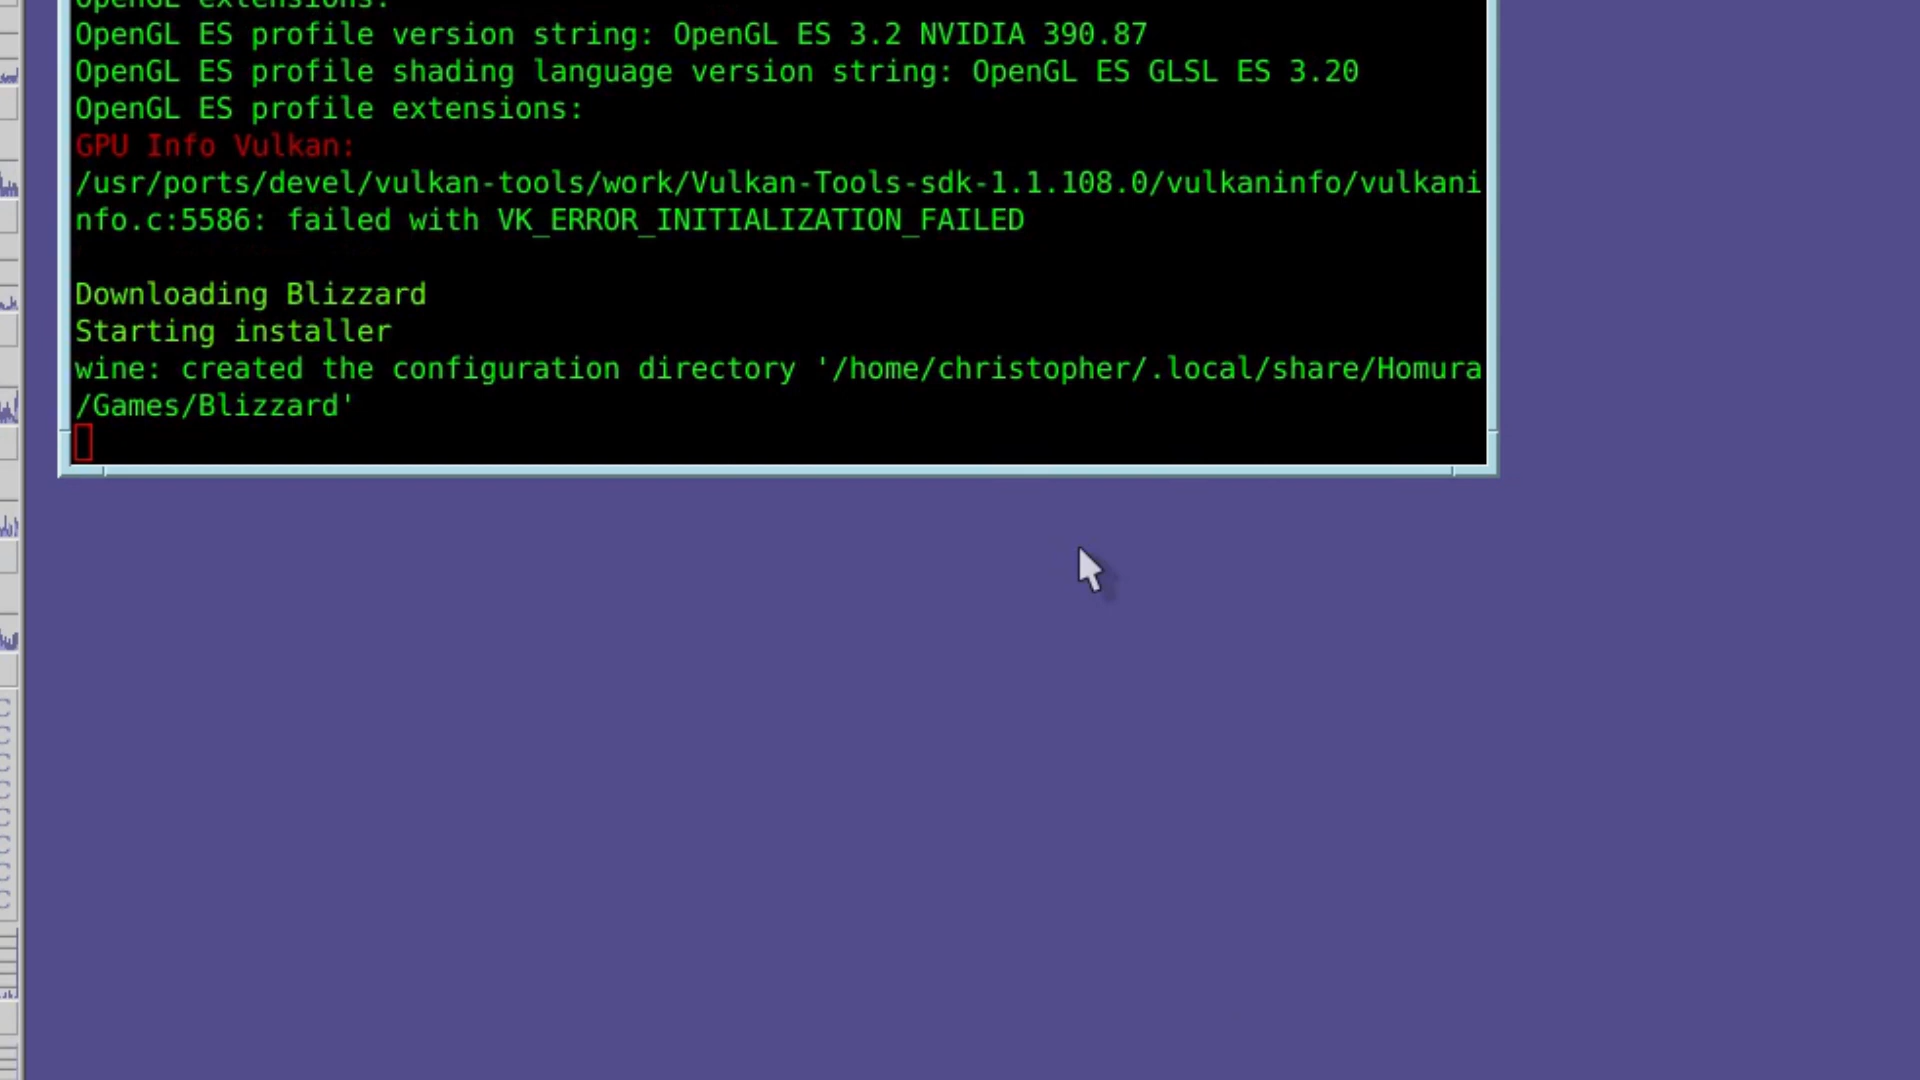 OpenGL extensions:
OpenGL ES profile version string: OpenGL ES 3.2 NVIDIA 390.87
OpenGL ES profile shading language version string: OpenGL ES GLSL ES 3.20
OpenGL ES profile extensions:
GPU Info Vulkan:
/usr/ports/devel/vulkan-tools/work/Vulkan-Tools-sdk-1.1.108.0/vulkaninfo/vulkani
nfo.c:5586: failed with VK_ERROR_INITIALIZATION_FAILED
Downloading Blizzard
Starting installer
wine: created the configuration directory '/home/christopher/.local/share/Homura
/Games/Blizzard'
C
C
C
C
C
C
C
C